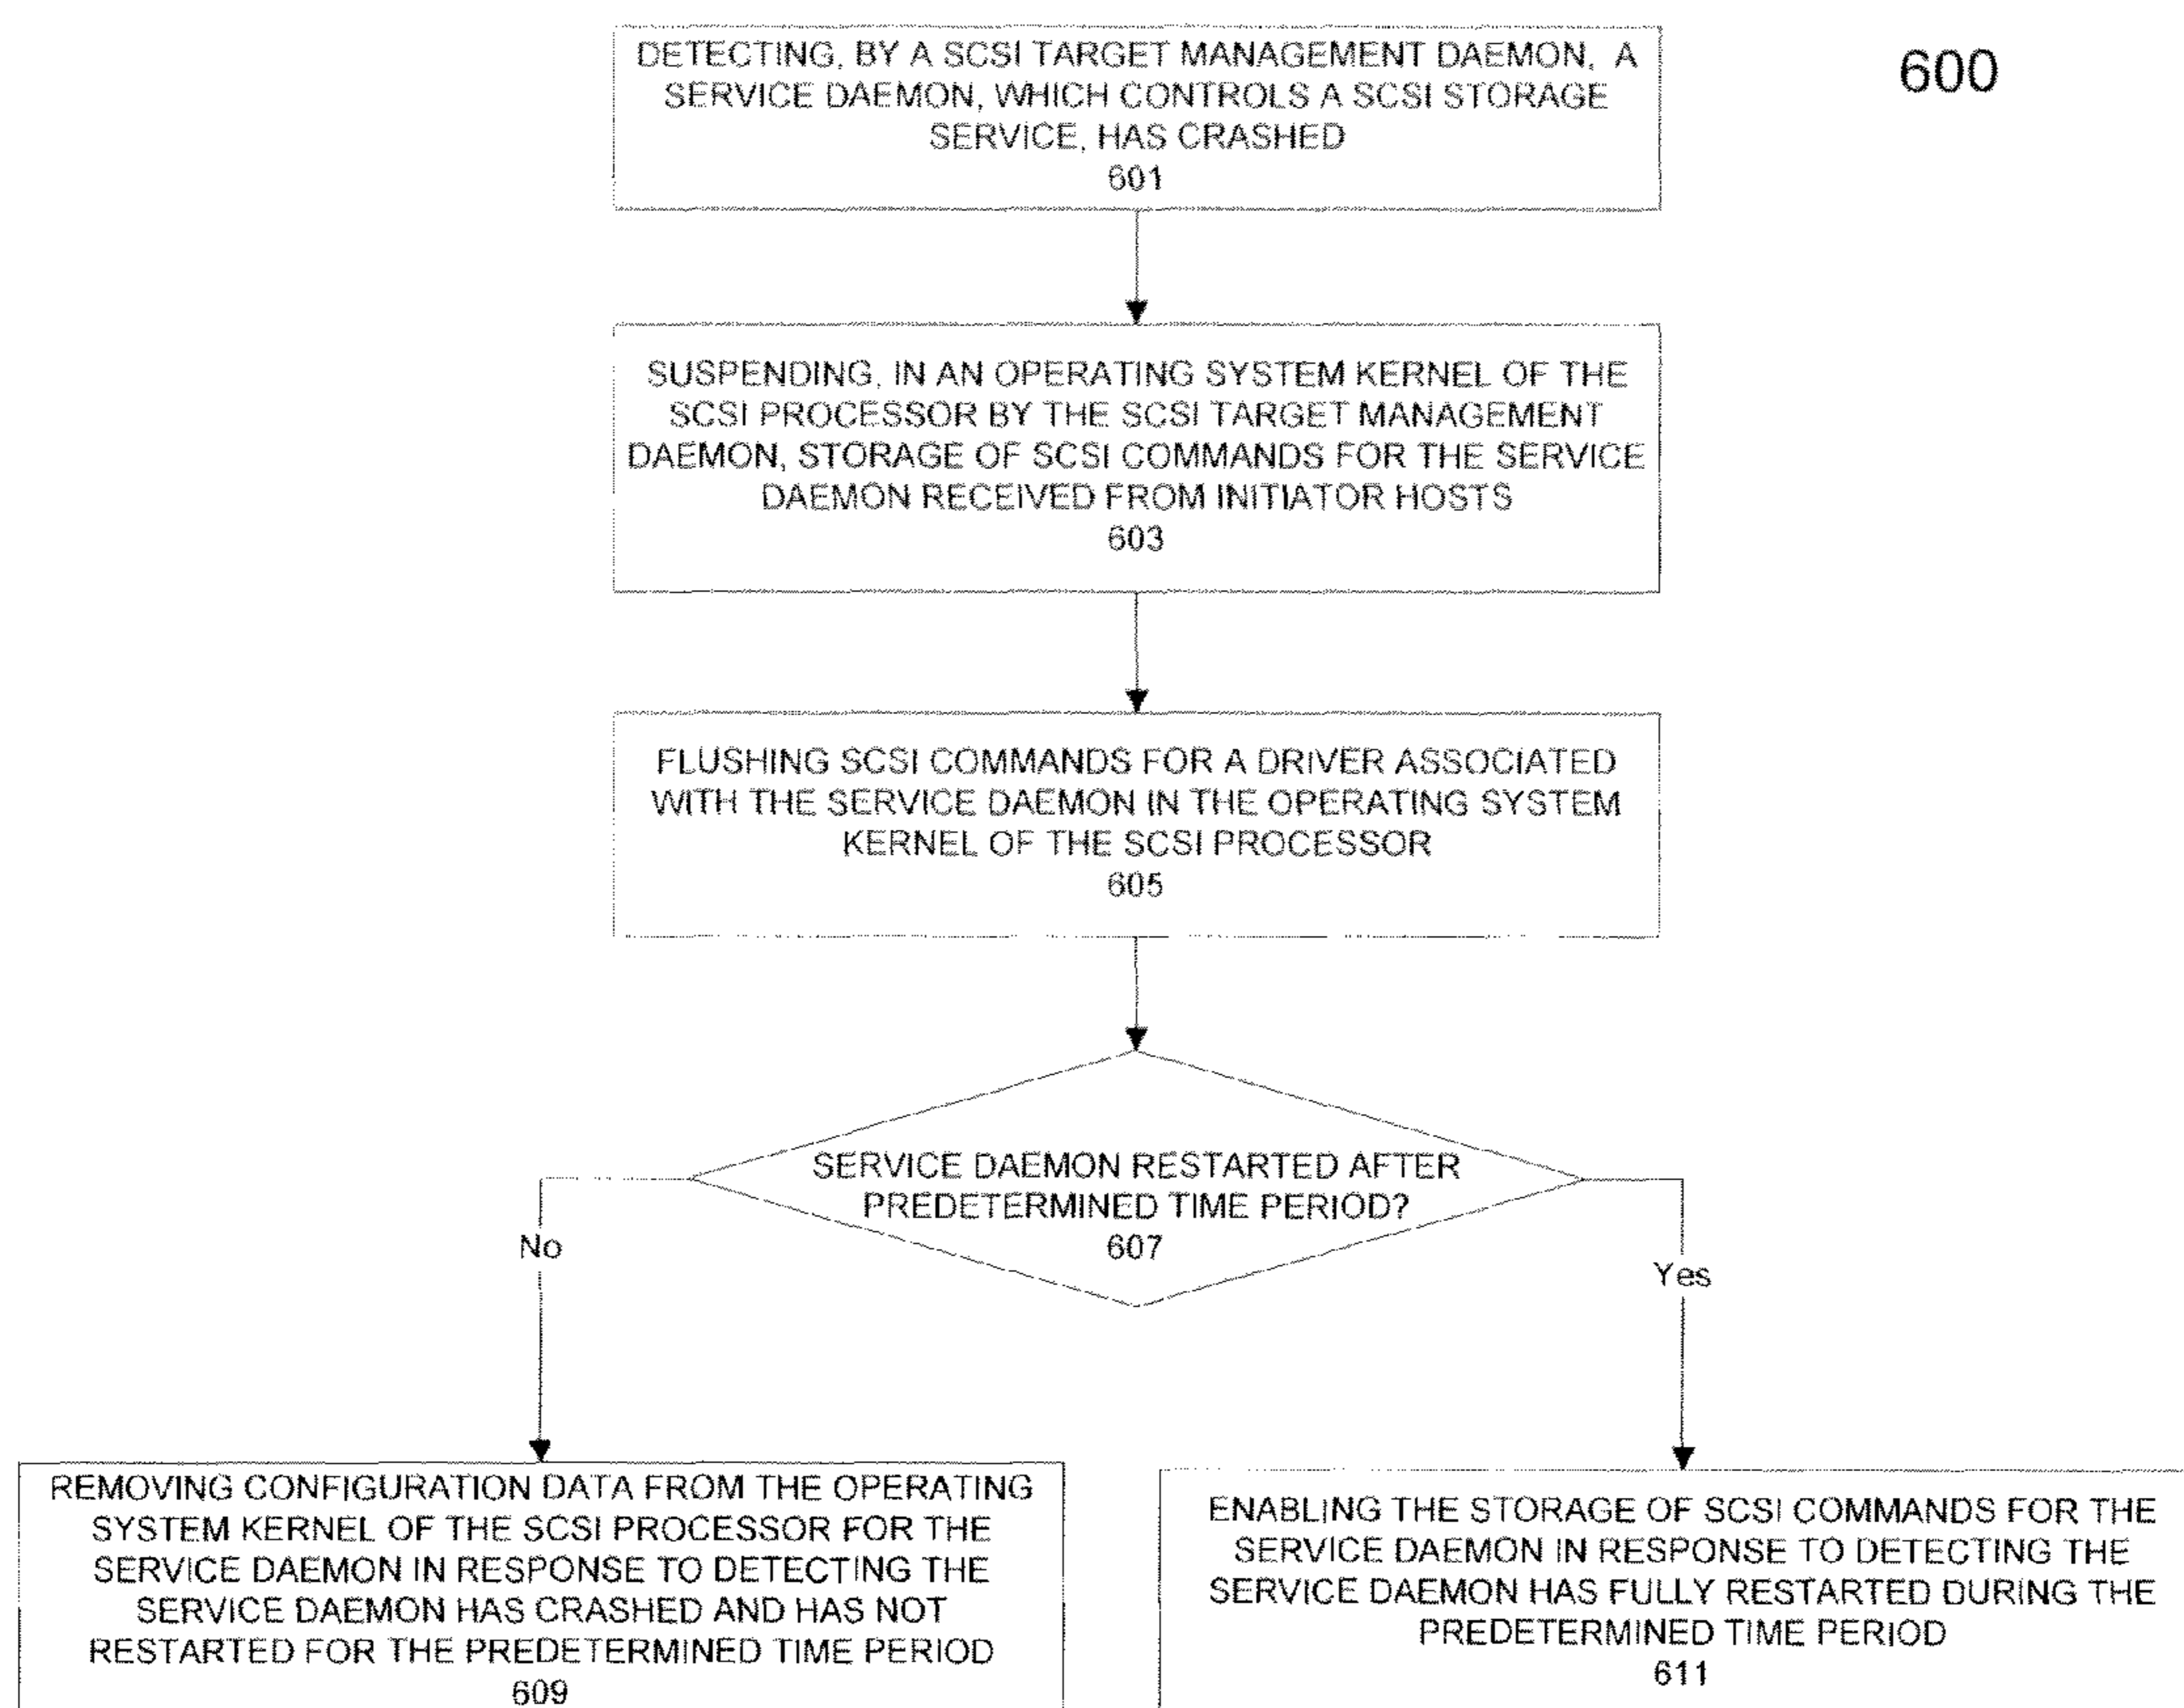 600
DETECTING, BY A SCSI TARGET MANAGEMENT DAEMON, A
SERVICE DAEMON, WHICH CONTROLS A SCSI STORAGE
SERVICE, HAS CRASHED
601
SUSPENDING, IN AN OPERATING SYSTEM KERNEL OF THE
SCSI PROCESSOR BY THE SCSI TARGET MANAGEMENT
DAEMON, STORAGE OF SCSI COMMANDS FOR THE SERVICE
DAEMON RECEIVED FROM INITIATOR HOSTS
603
FLUSHING SCSI COMMANDS FOR A DRIVER ASSOCIATED
WITH THE SERVICE DAEMON IN THE OPERATING SYSTEM
KERNEL OF THE SCSI PROCESSOR
605
SERVICE DAEMON RESTARTED AFTER
PREDETERMINED TIME PERIOD?
607
No
Yes
REMOVING CONFIGURATION DATA FROM THE OPERATING
SYSTEM KERNEL OF THE SCSI PROCESSOR FOR THE
SERVICE DAEMON IN RESPONSE TO DETECTING THE
SERVICE DAEMON HAS CRASHED AND HAS NOT
RESTARTED FOR THE PREDETERMINED TIME PERIOD
609
ENABLING THE STORAGE OF SCSI COMMANDS FOR THE
SERVICE DAEMON IN RESPONSE TO DETECTING THE
SERVICE DAEMON HAS FULLY RESTARTED DURING THE
PREDETERMINED TIME PERIOD
611